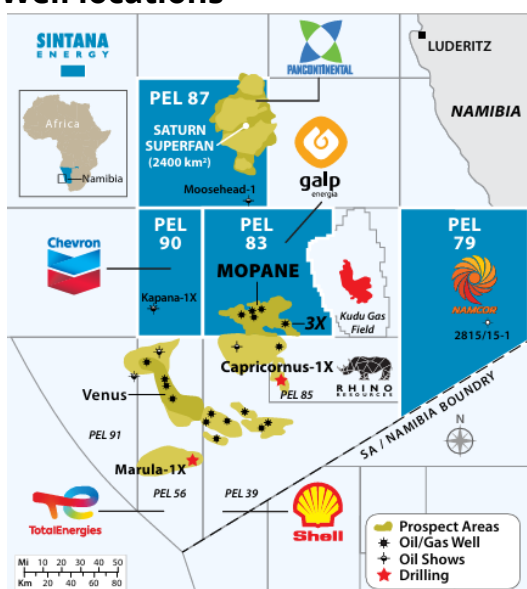 Well locations
SINTANA
ENERGY
PANCONTINENTAL
LUDERITZ
NAMIBIA
Africa
Namibia
PEL 87
SATURN
SUPERFAN
(2400 km²)
Moosehead-1
galp
energia
Chevron
PEL
90
Kapana-1X
PEL
83
MOPANE
3X
Kudu Gas
Field
PEL
79
NAMCOR
2815/15-1
Capricornus-1X
PEL 85
RHINO
RESOURCES
Venus
PEL 91
Marula-1X
PEL 56
PEL 39
SA / NAMIBIA BOUNDRY
N
TotalEnergies
Shell
Mi 10 20 30 40 50
Km 20 40 60 80
Prospect Areas
Oil/Gas Well
Oil Shows
Drilling